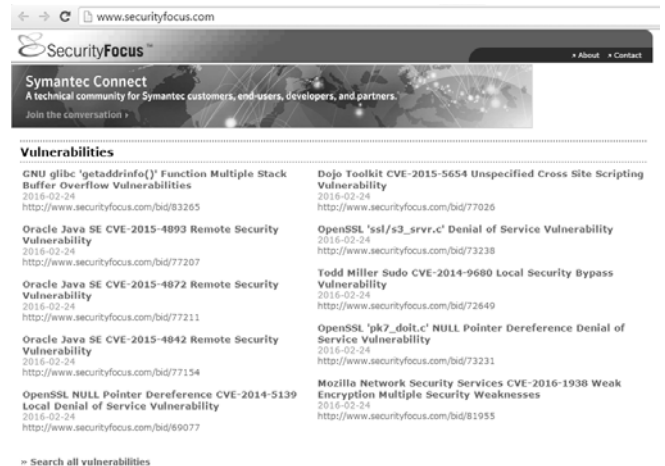 www.securityfocus.com
SecurityFocus™
About Contact
Symantec Connect
A technical community for Symantec customers, end-users, developers, and partners.
Join the conversation ›
Vulnerabilities
GNU glibc 'getaddrinfo()' Function Multiple Stack
Buffer Overflow Vulnerabilities
2016-02-24
http://www.securityfocus.com/bid/83265
Oracle Java SE CVE-2015-4893 Remote Security
Vulnerability
2016-02-24
http://www.securityfocus.com/bid/77207
Oracle Java SE CVE-2015-4872 Remote Security
Vulnerability
2016-02-24
http://www.securityfocus.com/bid/77211
Oracle Java SE CVE-2015-4842 Remote Security
Vulnerability
2016-02-24
http://www.securityfocus.com/bid/77154
OpenSSL NULL Pointer Dereference CVE-2014-5139
Local Denial of Service Vulnerability
2016-02-24
http://www.securityfocus.com/bid/69077
Dojo Toolkit CVE-2015-5654 Unspecified Cross Site Scripting
Vulnerability
2016-02-24
http://www.securityfocus.com/bid/77026
OpenSSL 'ssl/s3_srvr.c' Denial of Service Vulnerability
2016-02-24
http://www.securityfocus.com/bid/73238
Todd Miller Sudo CVE-2014-9680 Local Security Bypass
Vulnerability
2016-02-24
http://www.securityfocus.com/bid/72649
OpenSSL 'pk7_doit.c' NULL Pointer Dereference Denial of
Service Vulnerability
2016-02-24
http://www.securityfocus.com/bid/73231
Mozilla Network Security Services CVE-2016-1938 Weak
Encryption Multiple Security Weaknesses
2016-02-24
http://www.securityfocus.com/bid/81955
» Search all vulnerabilities